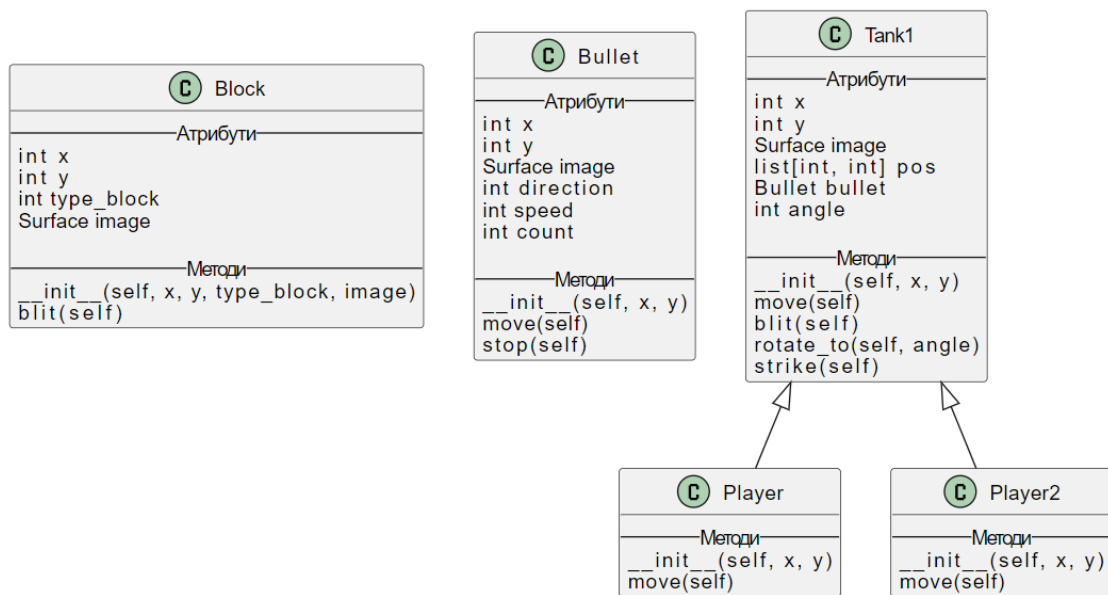 C Block
Атрибути
int x
int y
int type_block
Surface image
Методи
__init__(self, x, y, type_block, image)
blit(self)
C Bullet
Атрибути
int x
int y
Surface image
int direction
int speed
int count
Методи
__init__(self, x, y)
move(self)
stop(self)
C Tank1
Атрибути
int x
int y
Surface image
list[int, int] pos
Bullet bullet
int angle
Методи
__init__(self, x, y)
move(self)
blit(self)
rotate_to(self, angle)
strike(self)
C Player
Методи
__init__(self, x, y)
move(self)
C Player2
Методи
__init__(self, x, y)
move(self)